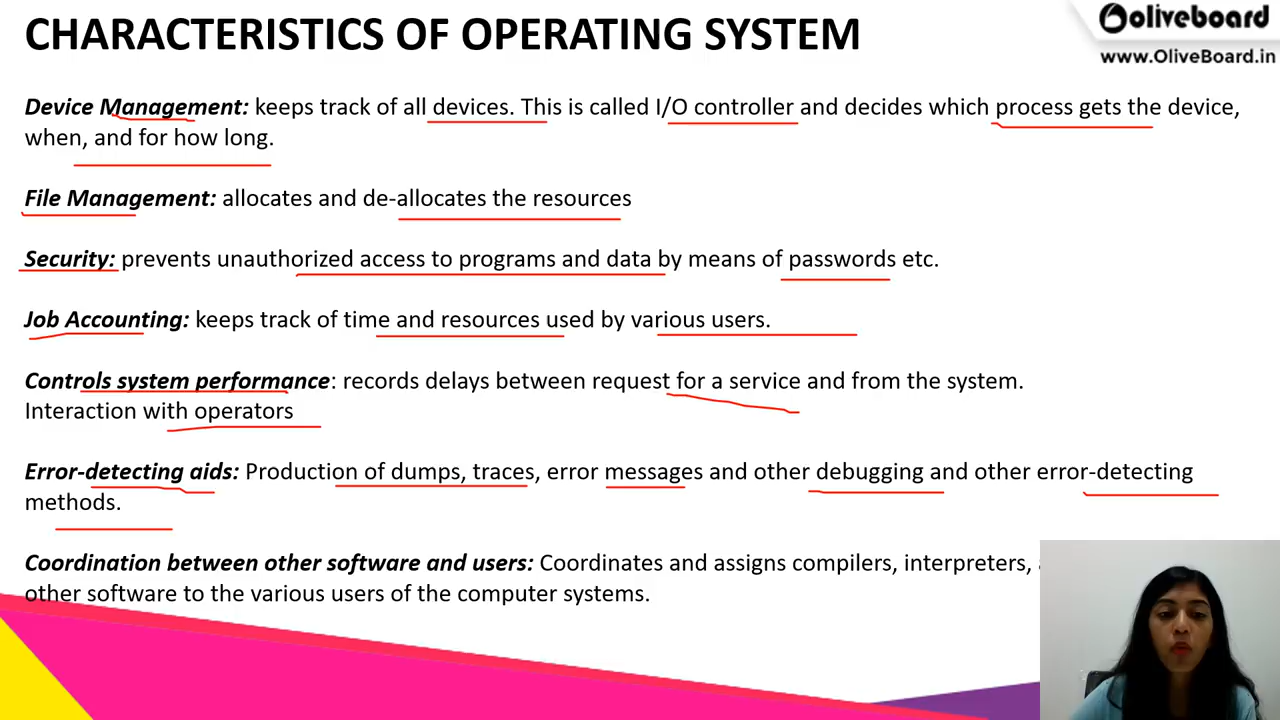 CHARACTERISTICS OF OPERATING SYSTEM
oliveboard
www.OliveBoard.in
Device Management: keeps track of all devices. This is called I/O controller and decides which process gets the device,
when, and for how long.
File Management: allocates and de-allocates the resources
Security: prevents unauthorized access to programs and data by means of passwords etc.
Job Accounting: keeps track of time and resources used by various users.
Controls system performance: records delays between request for a service and from the system.
Interaction with operators
Error-detecting aids: Production of dumps, traces, error messages and other debugging and other error-detecting
methods.
Coordination between other software and users: Coordinates and assigns compilers, interpreters,
other software to the various users of the computer systems.